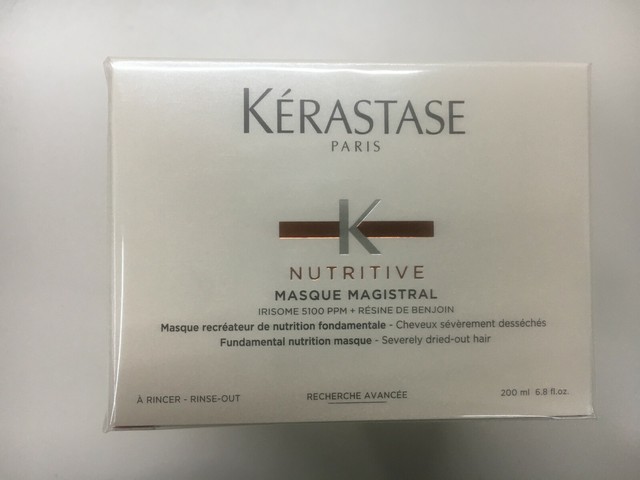 KÉRASTASE
PARIS
K
NUTRITIVE
MASQUE MAGISTRAL
IRISOME 5100 PPM + RÉSINE DE BENJOIN
Masque recréateur de nutrition fondamentale - Cheveux sévèrement desséchés
Fundamental nutrition masque - Severely dried-out hair
À RINCER - RINSE-OUT
RECHERCHE AVANCÉE
200 ml 6.8 fl.oz.